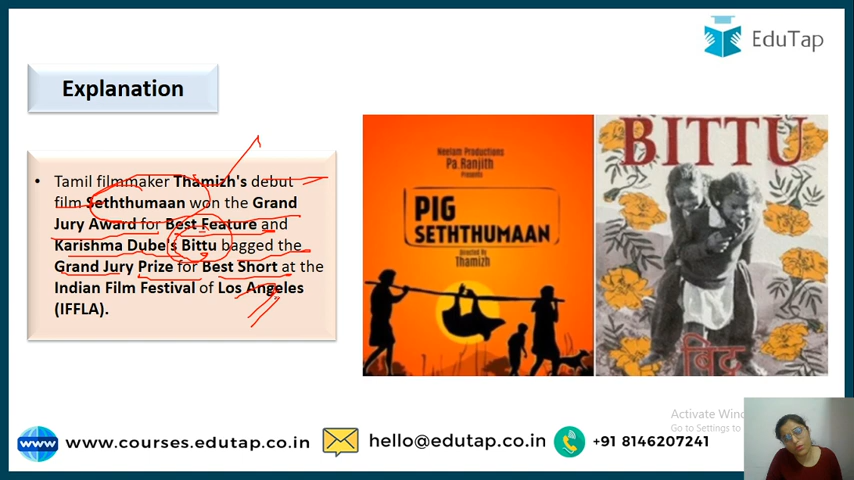 EduTap
Explanation
• Tamil filmmaker Thamizh's debut
film Seththumaan won the Grand
Jury Award for Best Feature and
Karishma Dube's Bittu bagged the
Grand Jury Prize for Best Short at the
Indian Film Festival of Los Angeles
(IFFLA).
Neelam Productions
Pa.Ranjith
Presents
PIG
SETHTHUMAAN
Directed By
Thamizh
BITTU
बिट्टू
Activate Wind
Go to Settings to
www.courses.edutap.co.in
hello@edutap.co.in
+91 8146207241